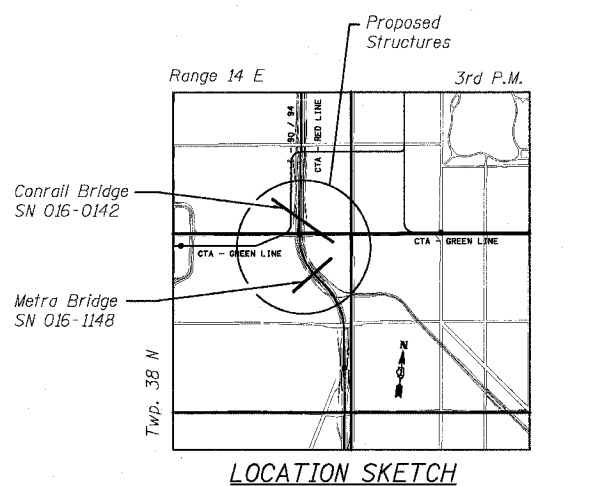 Proposed
Structures
Range 14 E
3rd P.M.
90 / 94
CTA - RED LINE
Conrail Bridge
SN 016-0142
CTA - GREEN LINE
CTA - GREEN LINE
Metra Bridge
SN 016-1148
Twp. 38 N
N
LOCATION SKETCH